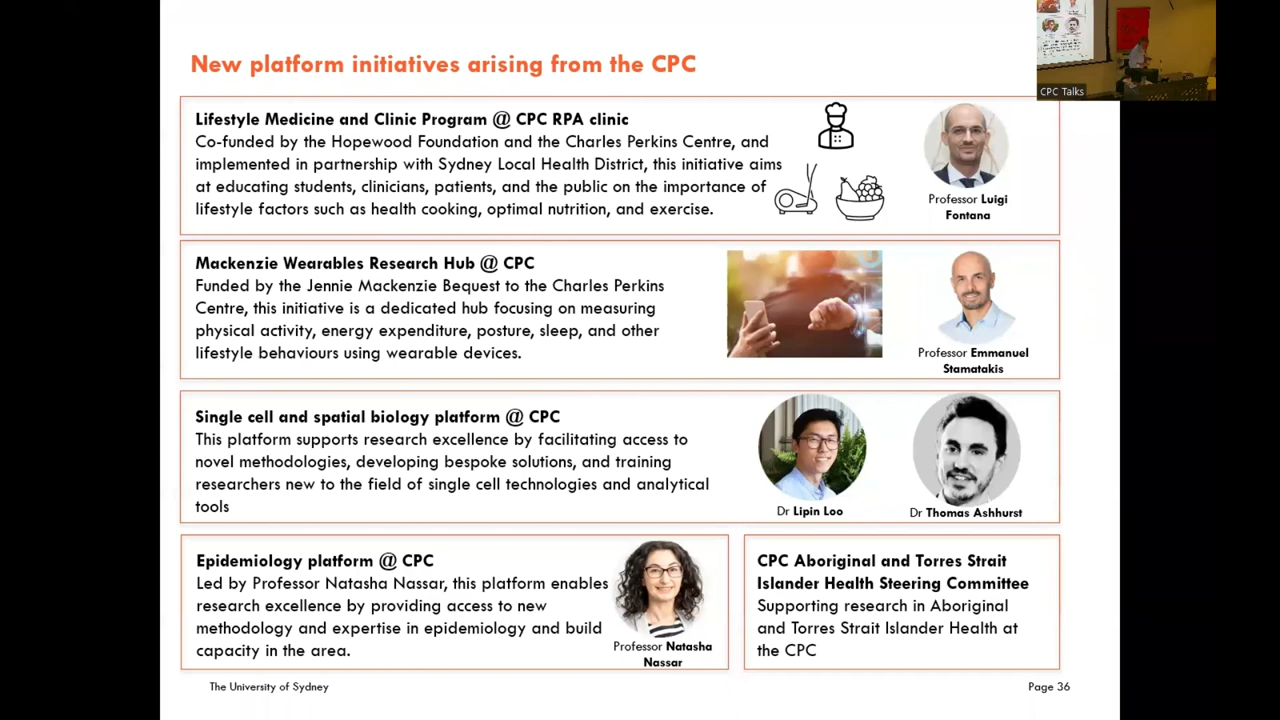 New platform initiatives arising from the CPC
CPC Talks
Lifestyle Medicine and Clinic Program @ CPC RPA clinic
Co-funded by the Hopewood Foundation and the Charles Perkins Centre, and
implemented in partnership with Sydney Local Health District, this initiative aims
at educating students, clinicians, patients, and the public on the importance of
lifestyle factors such as health cooking, optimal nutrition, and exercise.
Professor Luigi
Fontana
Mackenzie Wearables Research Hub @ CPC
Funded by the Jennie Mackenzie Bequest to the Charles Perkins
Centre, this initiative is a dedicated hub focusing on measuring
physical activity, energy expenditure, posture, sleep, and other
lifestyle behaviours using wearable devices.
Professor Emmanuel
Stamatakis
Single cell and spatial biology platform @ CPC
This platform supports research excellence by facilitating access to
novel methodologies, developing bespoke solutions, and training
researchers new to the field of single cell technologies and analytical
tools
Dr Lipin Loo
Dr Thomas Ashhurst
Epidemiology platform @ CPC
Led by Professor Natasha Nassar, this platform enables
research excellence by providing access to new
methodology and expertise in epidemiology and build
capacity in the area.
Professor Natasha
Nassar
CPC Aboriginal and Torres Strait
Islander Health Steering Committee
Supporting research in Aboriginal
and Torres Strait Islander Health at
the CPC
The University of Sydney
Page 36